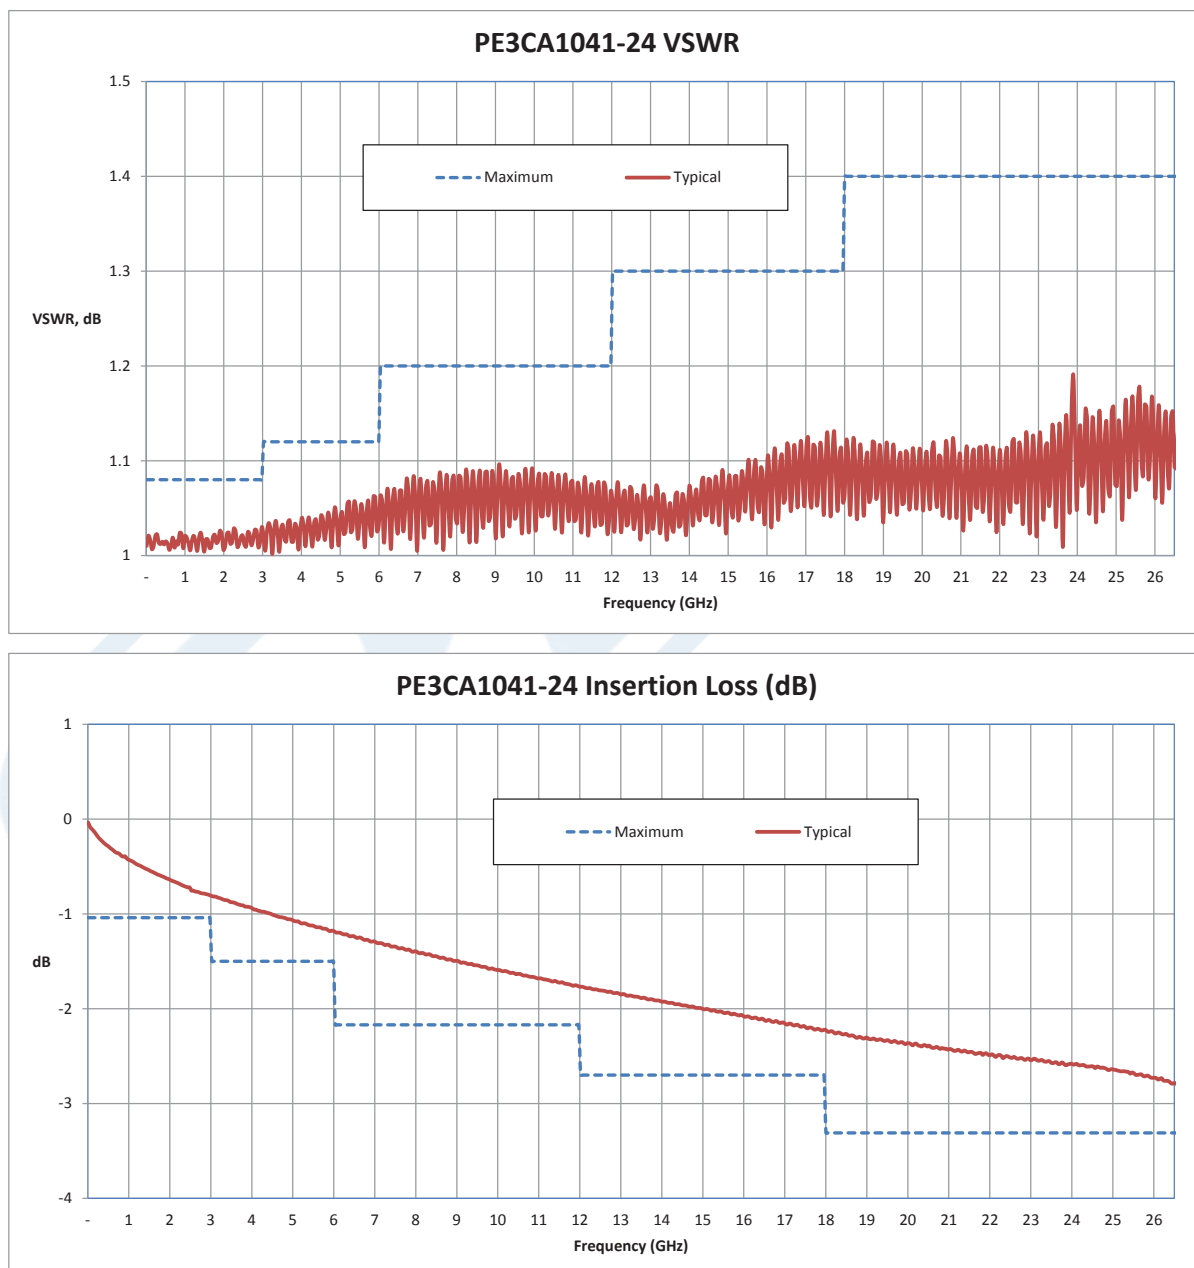 PE3CA1041-24 VSWR
1.5
1.4
1.3
1.2
1.1
1
VSWR, dB
Maximum Typical
- 1 2 3 4 5 6 7 8 9 10 11 12 13 14 15 16 17 18 19 20 21 22 23 24 25 26
Frequency (GHz)
PE3CA1041-24 Insertion Loss (dB)
1
0
-1
-2
-3
-4
dB
Maximum Typical
- 1 2 3 4 5 6 7 8 9 10 11 12 13 14 15 16 17 18 19 20 21 22 23 24 25 26
Frequency (GHz)